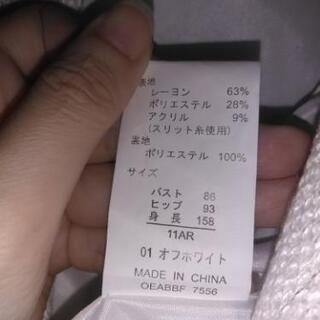 表地
レーヨン 63%
ポリエステル 28%
アクリル 9%
(スリット糸使用)
裏地
ポリエステル 100%
サイズ
バスト 86
ヒップ 93
身長 158
11AR
01 オフホワイト
MADE IN CHINA
OEABBF 7556